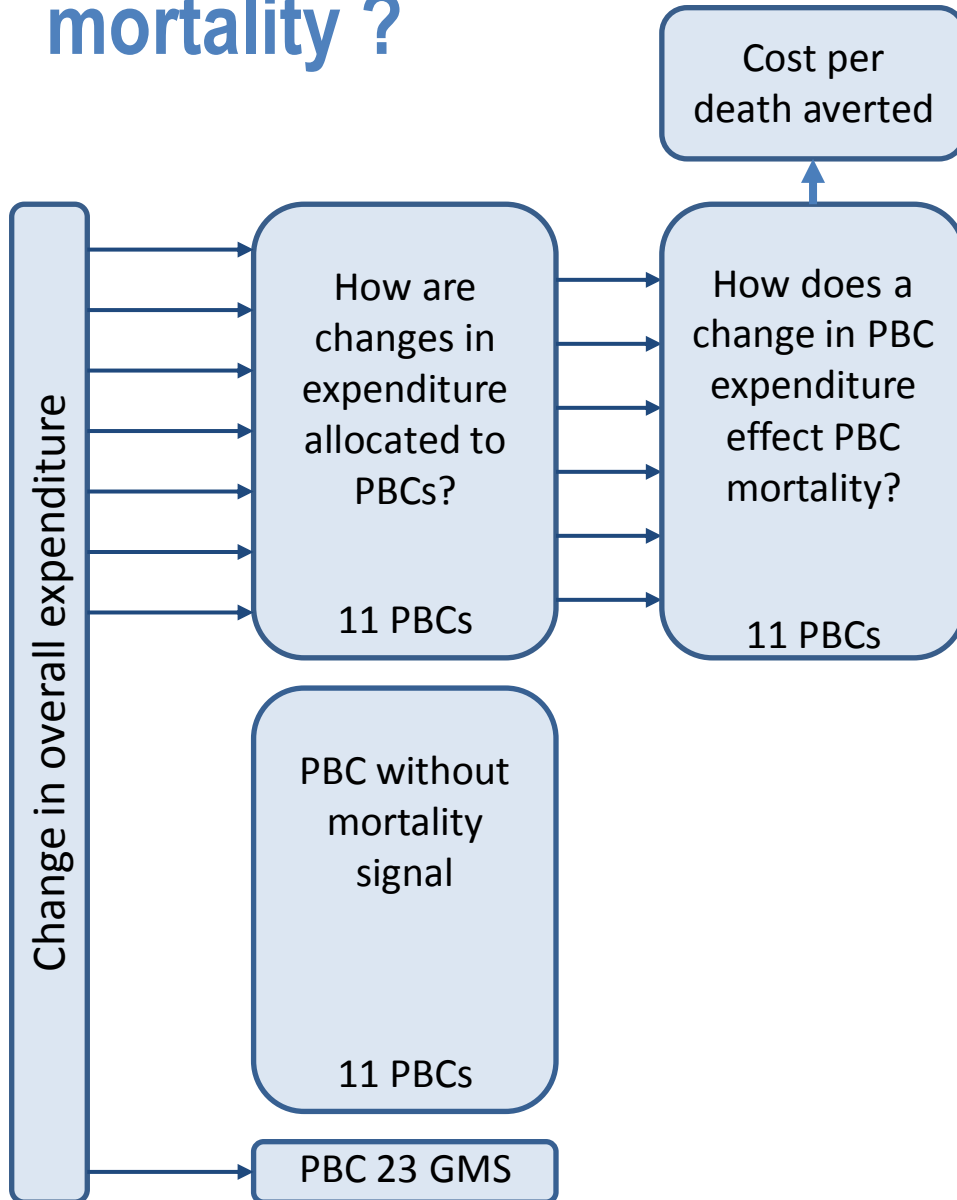 mortality ?
Cost per
death averted
Change in overall expenditure
How are
changes in
expenditure
allocated to
PBCs?
11 PBCs
How does a
change in PBC
expenditure
effect PBC
mortality?
11 PBCs
PBC without
mortality
signal
11 PBCs
PBC 23 GMS